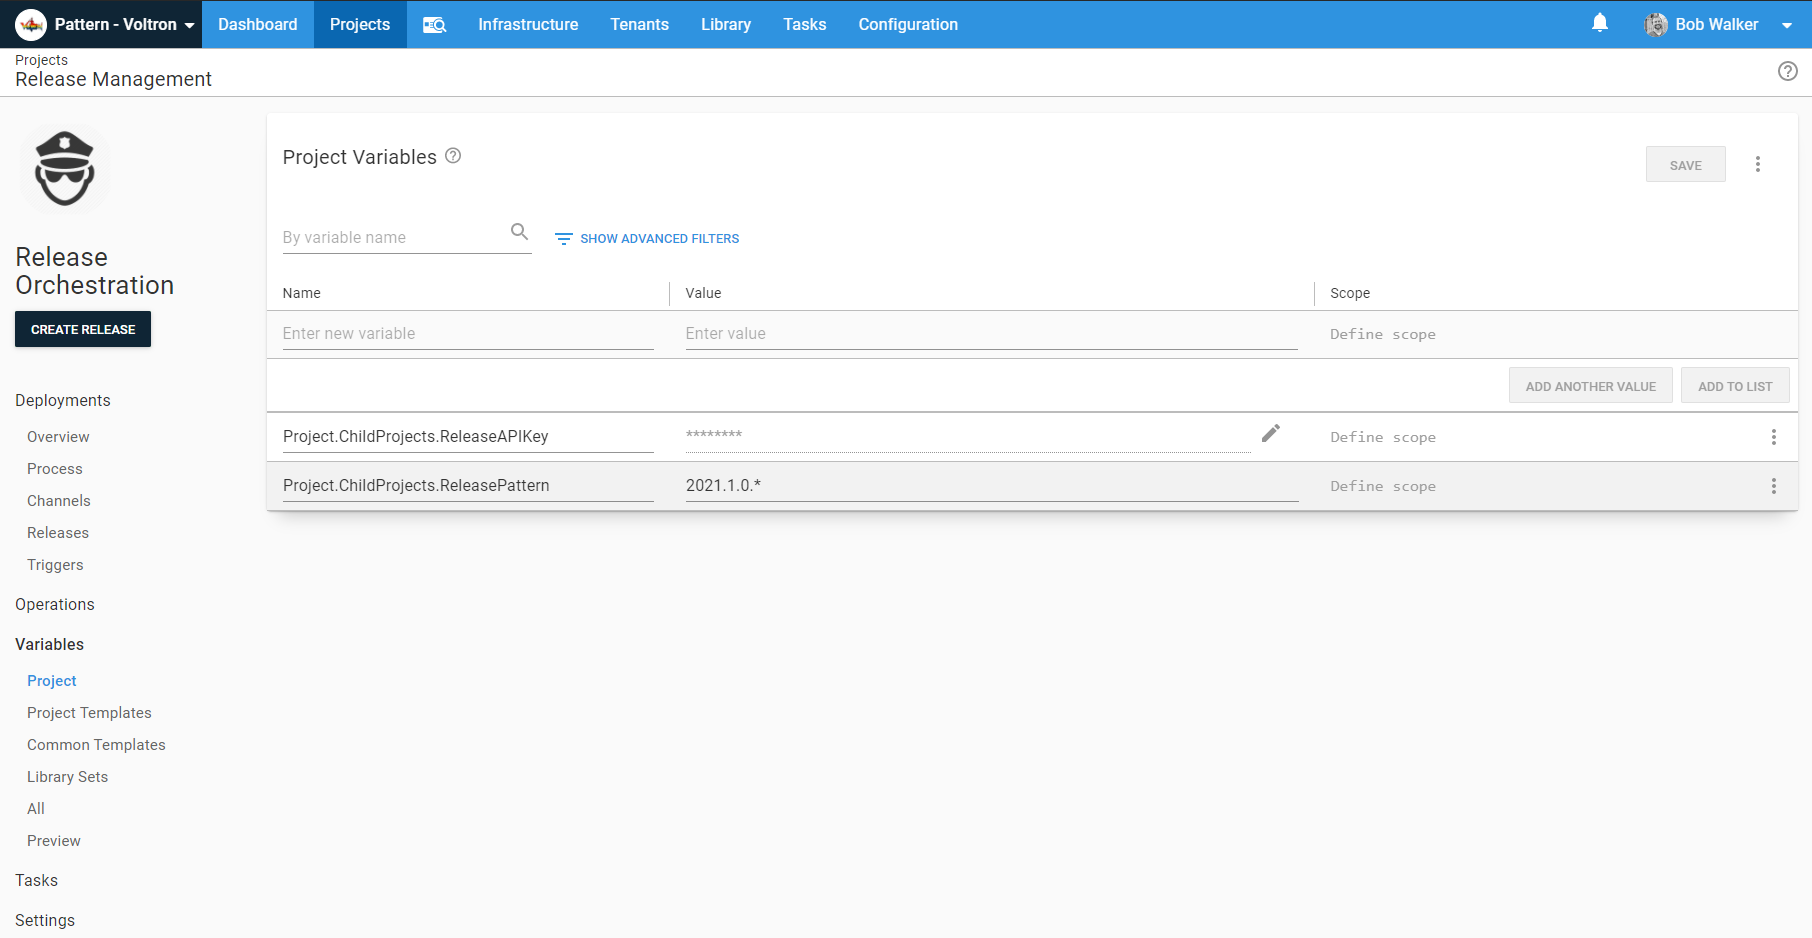 Pattern - Voltron Dashboard Projects Infrastructure Tenants Library Tasks Configuration Bob Walker
Projects
Release Management
Release
Orchestration
CREATE RELEASE
Deployments
Overview
Process
Channels
Releases
Triggers
Operations
Variables
Project
Project Templates
Common Templates
Library Sets
All
Preview
Tasks
Settings
Project Variables
SAVE
By variable name SHOW ADVANCED FILTERS
Name Value Scope
Enter new variable Enter value Define scope
ADD ANOTHER VALUE ADD TO LIST
Project.ChildProjects.ReleaseAPIKey ******** Define scope
Project.ChildProjects.ReleasePattern 2021.1.0.* Define scope